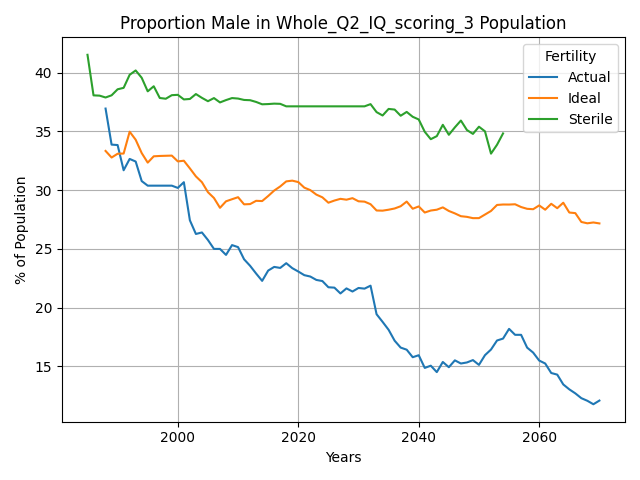 Proportion Male in Whole_Q2_IQ_scoring_3 Population
Fertility
Actual
Ideal
Sterile
% of Population
40
35
30
25
20
15
2000
2020
2040
2060
Years